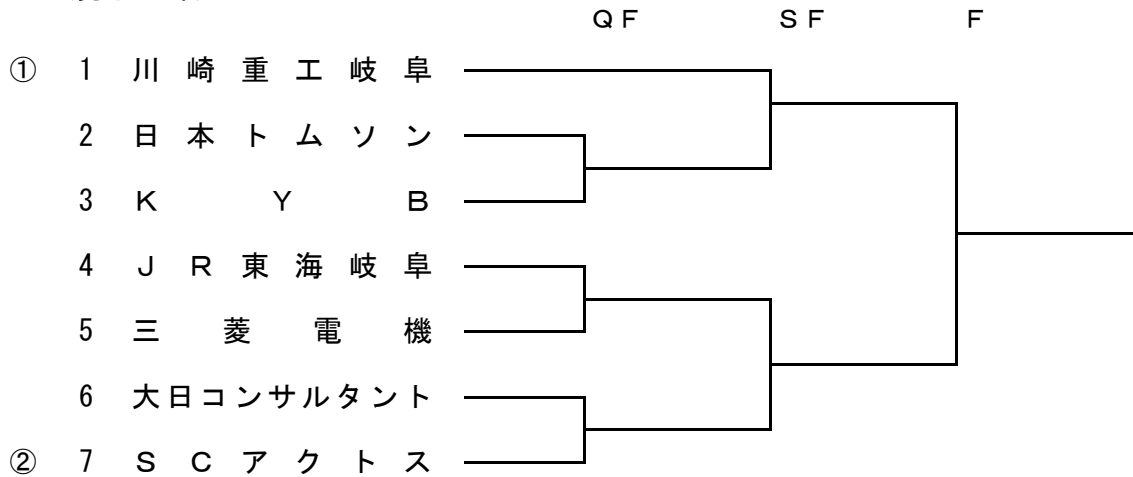 ＱＦ ＳＦ Ｆ
① 1 川崎重工岐阜
2 日本トムソン
3 ＫＹＢ
4 ＪＲ東海岐阜
5 三菱電機
6 大日コンサルタント
② 7 ＳＣアクトス